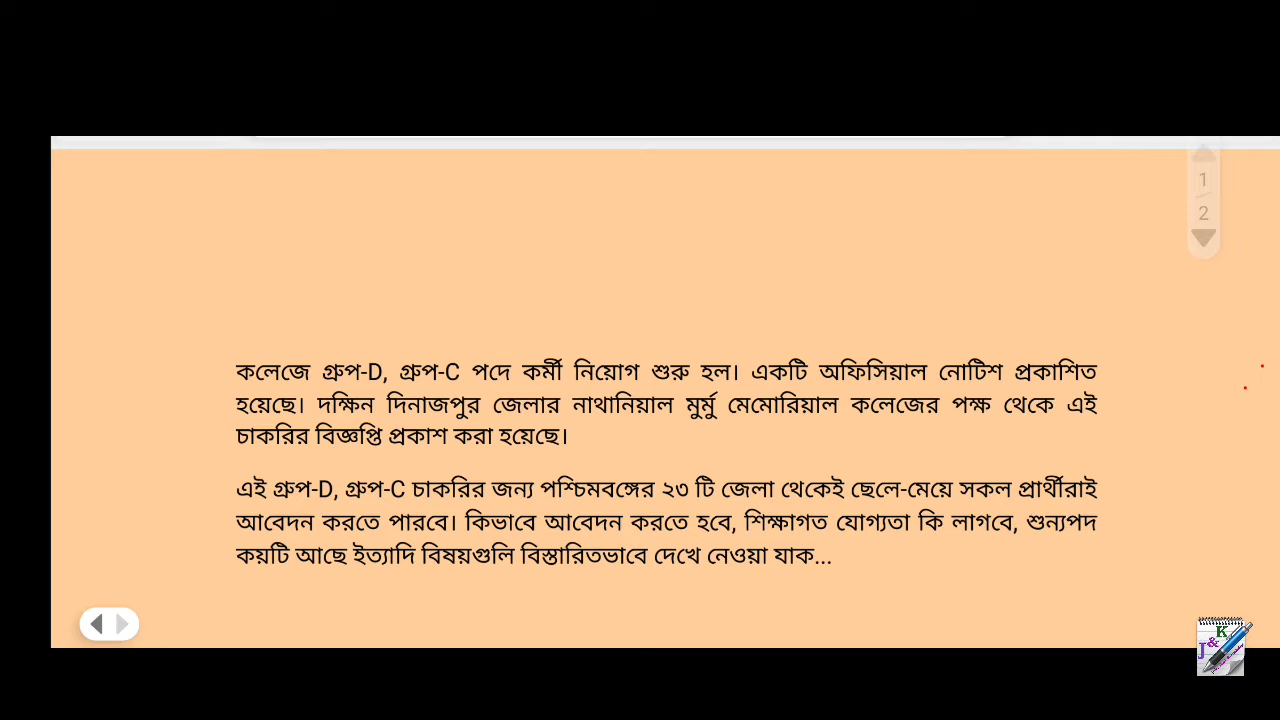 1
2
কলেজে গ্রুপ-D, গ্রুপ-C পদে কর্মী নিয়োগ শুরু হল। একটি অফিসিয়াল নোটিশ প্রকাশিত
হয়েছে। দক্ষিন দিনাজপুর জেলার নাথানিয়াল মুর্মু মেমোরিয়াল কলেজের পক্ষ থেকে এই
চাকরির বিজ্ঞপ্তি প্রকাশ করা হয়েছে।
এই গ্রুপ-D, গ্রুপ-C চাকরির জন্য পশ্চিমবঙ্গের ২৩ টি জেলা থেকেই ছেলে-মেয়ে সকল প্রার্থীরাই
আবেদন করতে পারবে। কিভাবে আবেদন করতে হবে, শিক্ষাগত যোগ্যতা কি লাগবে, শুন্যপদ
কয়টি আছে ইত্যাদি বিষয়গুলি বিস্তারিতভাবে দেখে নেওয়া যাক...
J&K